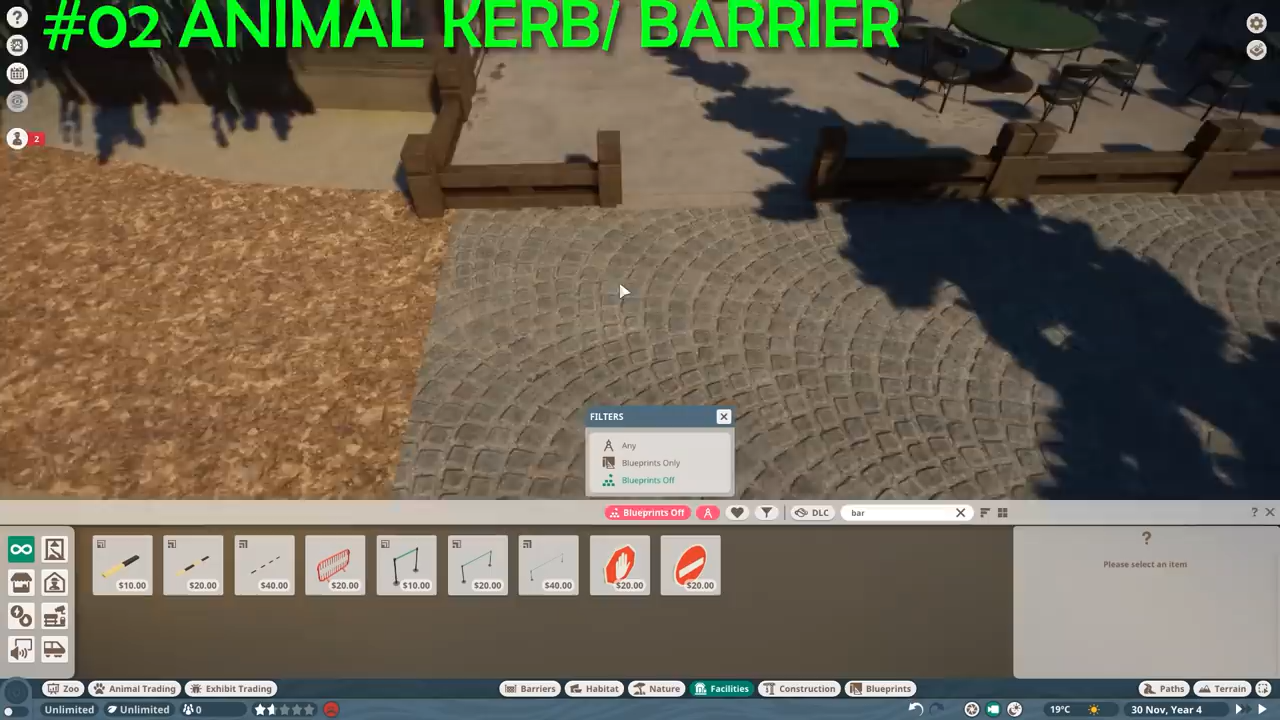 #02 ANIMAL KERB/ BARRIER
?
2
FILTERS
Any
Blueprints Only
Blueprints Off
Blueprints Off
DLC
bar
?
$10.00
$20.00
$40.00
$20.00
$10.00
$20.00
$40.00
$20.00
$20.00
?
Please select an item
Zoo
Animal Trading
Exhibit Trading
Barriers
Habitat
Nature
Facilities
Construction
Blueprints
Paths
Terrain
Unlimited
Unlimited
0
19°C
30 Nov, Year 4